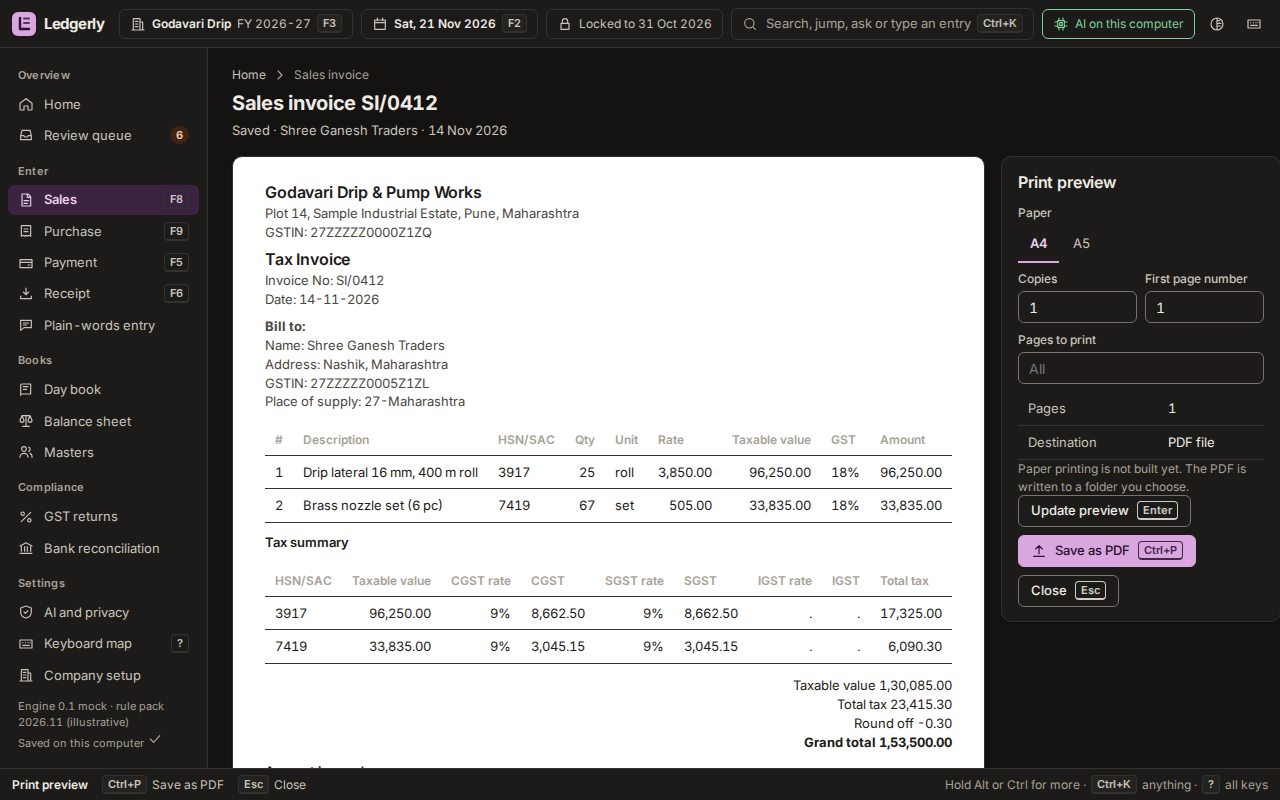 Ledgerly
Godavari Drip FY 2026-27 F3
Sat, 21 Nov 2026 F2
Locked to 31 Oct 2026
Search, jump, ask or type an entry Ctrl+K
AI on this computer
Overview
Home
Review queue 6
Enter
Sales F8
Purchase F9
Payment F5
Receipt F6
Plain-words entry
Books
Day book
Balance sheet
Masters
Compliance
GST returns
Bank reconciliation
Settings
AI and privacy
Keyboard map ?
Company setup
Engine 0.1 mock · rule pack
2026.11 (illustrative)
Saved on this computer
Home > Sales invoice
Sales invoice SI/0412
Saved · Shree Ganesh Traders · 14 Nov 2026
Godavari Drip & Pump Works
Plot 14, Sample Industrial Estate, Pune, Maharashtra
GSTIN: 27ZZZZZ0000Z1ZQ
Tax Invoice
Invoice No: SI/0412
Date: 14-11-2026
Bill to:
Name: Shree Ganesh Traders
Address: Nashik, Maharashtra
GSTIN: 27ZZZZZ0005Z1ZL
Place of supply: 27-Maharashtra
# Description HSN/SAC Qty Unit Rate Taxable value GST Amount
1 Drip lateral 16 mm, 400 m roll 3917 25 roll 3,850.00 96,250.00 18% 96,250.00
2 Brass nozzle set (6 pc) 7419 67 set 505.00 33,835.00 18% 33,835.00
Tax summary
HSN/SAC Taxable value CGST rate CGST SGST rate SGST IGST rate IGST Total tax
3917 96,250.00 9% 8,662.50 9% 8,662.50 . . 17,325.00
7419 33,835.00 9% 3,045.15 9% 3,045.15 . . 6,090.30
Taxable value 1,30,085.00
Total tax 23,415.30
Round off -0.30
Grand total 1,53,500.00
Print preview
Paper
A4 A5
Copies First page number
1 1
Pages to print
All
Pages 1
Destination PDF file
Paper printing is not built yet. The PDF is
written to a folder you choose.
Update preview Enter
Save as PDF Ctrl+P
Close Esc
Print preview Ctrl+P Save as PDF Esc Close
Hold Alt or Ctrl for more · Ctrl+K anything · ? all keys